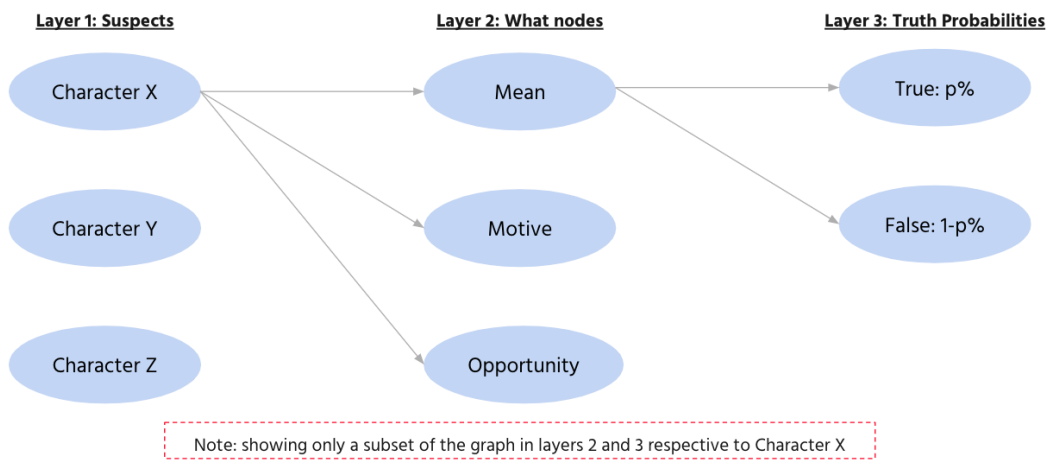 Layer 1: Suspects
Layer 2: What nodes
Layer 3: Truth Probabilities
Character X
Mean
True: p%
Character Y
Motive
False: 1-p%
Character Z
Opportunity
Note: showing only a subset of the graph in layers 2 and 3 respective to Character X